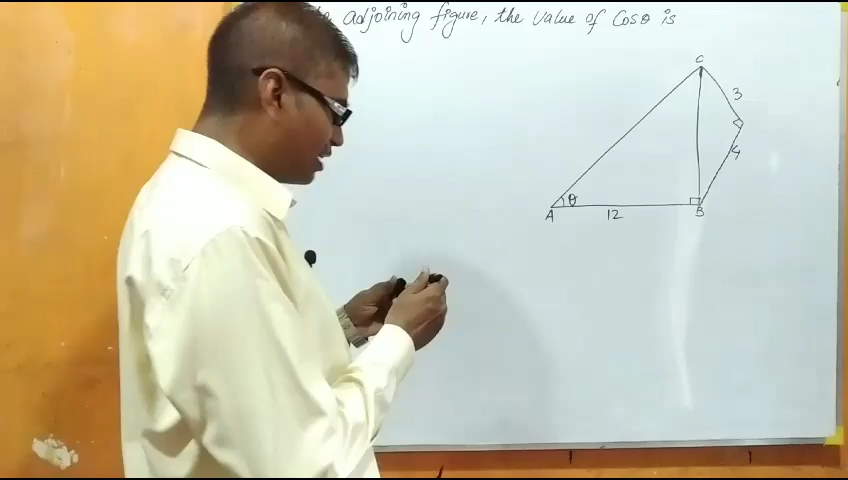 adjoining figure, the value of Cosθ is
C
3
4
θ
A
12
B